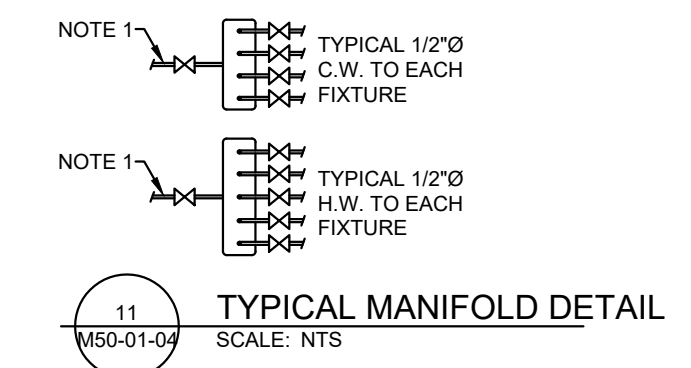 NOTE 1
TYPICAL 1/2"Ø
C.W. TO EACH
FIXTURE
NOTE 1
TYPICAL 1/2"Ø
H.W. TO EACH
FIXTURE
11
M50-01-04
TYPICAL MANIFOLD DETAIL
SCALE: NTS